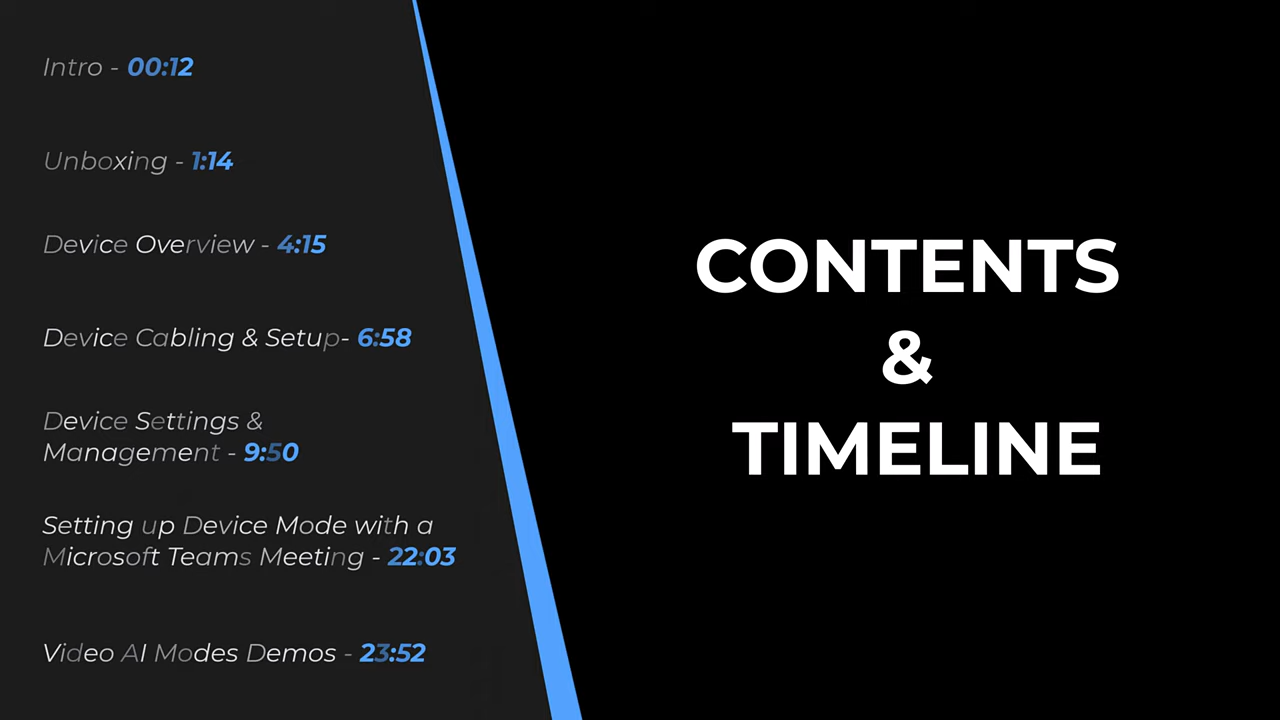 Intro - 00:12
Unboxing - 1:14
Device Overview - 4:15
Device Cabling & Setup- 6:58
Device Settings &
Management - 9:50
Setting up Device Mode with a
Microsoft Teams Meeting - 22:03
Video AI Modes Demos - 23:52
CONTENTS
&
TIMELINE